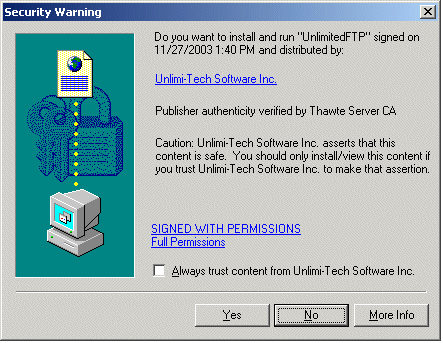 Security Warning
Do you want to install and run "UnlimitedFTP" signed on
11/27/2003 1:40 PM and distributed by:
Unlimi-Tech Software Inc.
Publisher authenticity verified by Thawte Server CA
Caution: Unlimi-Tech Software Inc. asserts that this
content is safe. You should only install/view this content if
you trust Unlimi-Tech Software Inc. to make that assertion.
SIGNED WITH PERMISSIONS
Full Permissions
Always trust content from Unlimi-Tech Software Inc.
Yes No More Info